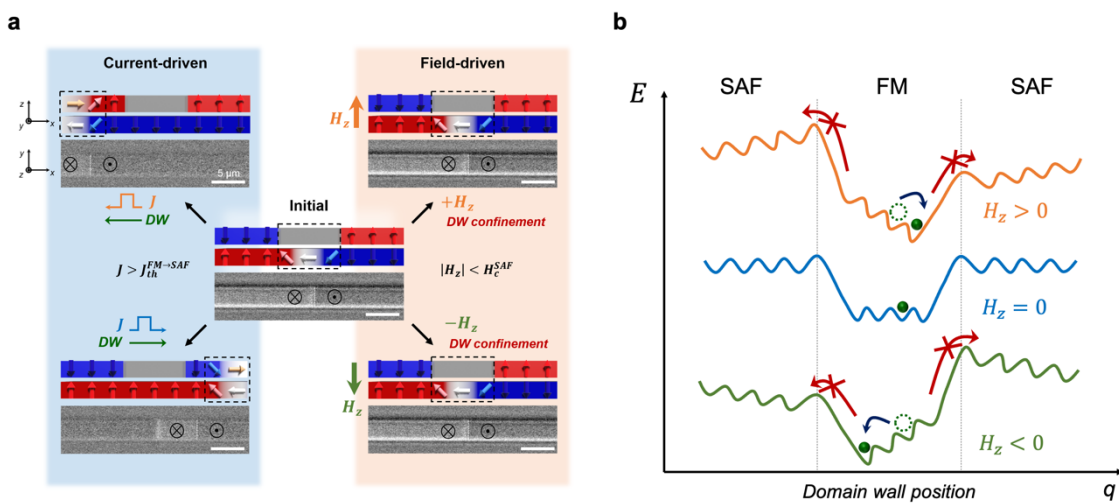 a
Current-driven
Field-driven
z
y
x
y
z
x
5 μm
H_z
J
DW
Initial
+H_z
DW confinement
J > J_th^{FM→SAF}
|H_z| < H_c^{SAF}
J
DW
−H_z
DW confinement
H_z
b
SAF
FM
SAF
E
H_z > 0
H_z = 0
H_z < 0
Domain wall position
q